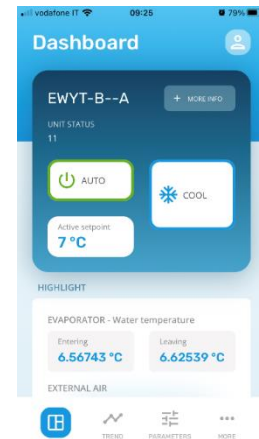 vodafone IT 09:25 79%
Dashboard
EWYT-B--A
+ MORE INFO
UNIT STATUS
11
AUTO
COOL
Active setpoint
7 °C
HIGHLIGHT
EVAPORATOR - Water temperature
Entering
6.56743 °C
Leaving
6.62539 °C
EXTERNAL AIR
TREND
PARAMETERS
MORE